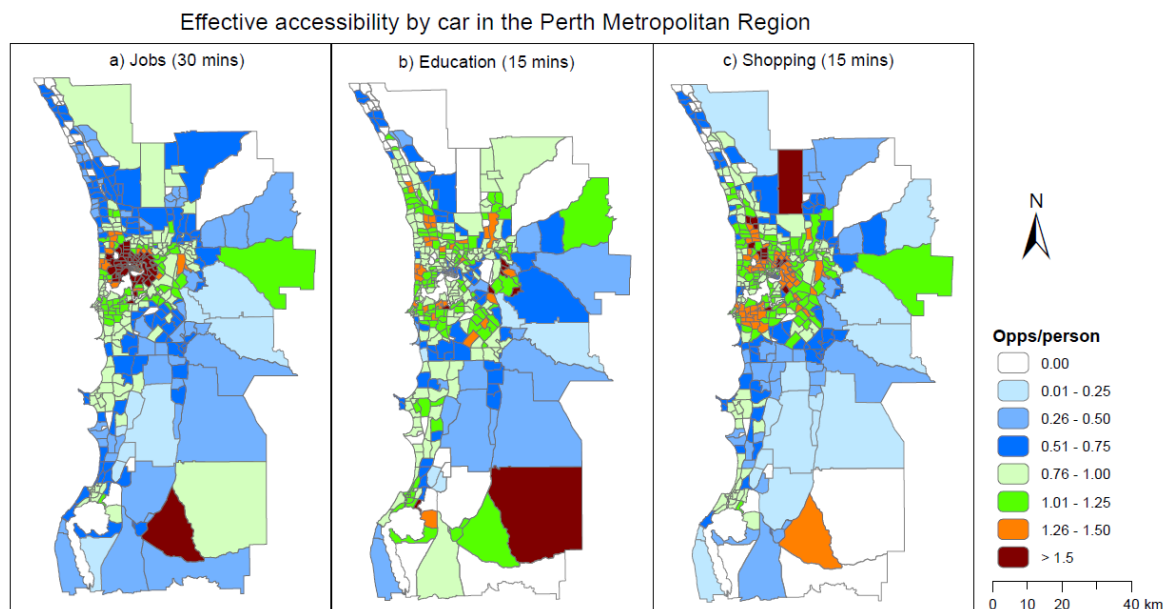 Effective accessibility by car in the Perth Metropolitan Region
a) Jobs (30 mins)
b) Education (15 mins)
c) Shopping (15 mins)
N
Opps/person
0.00
0.01 - 0.25
0.26 - 0.50
0.51 - 0.75
0.76 - 1.00
1.01 - 1.25
1.26 - 1.50
> 1.5
0 10 20 40 km